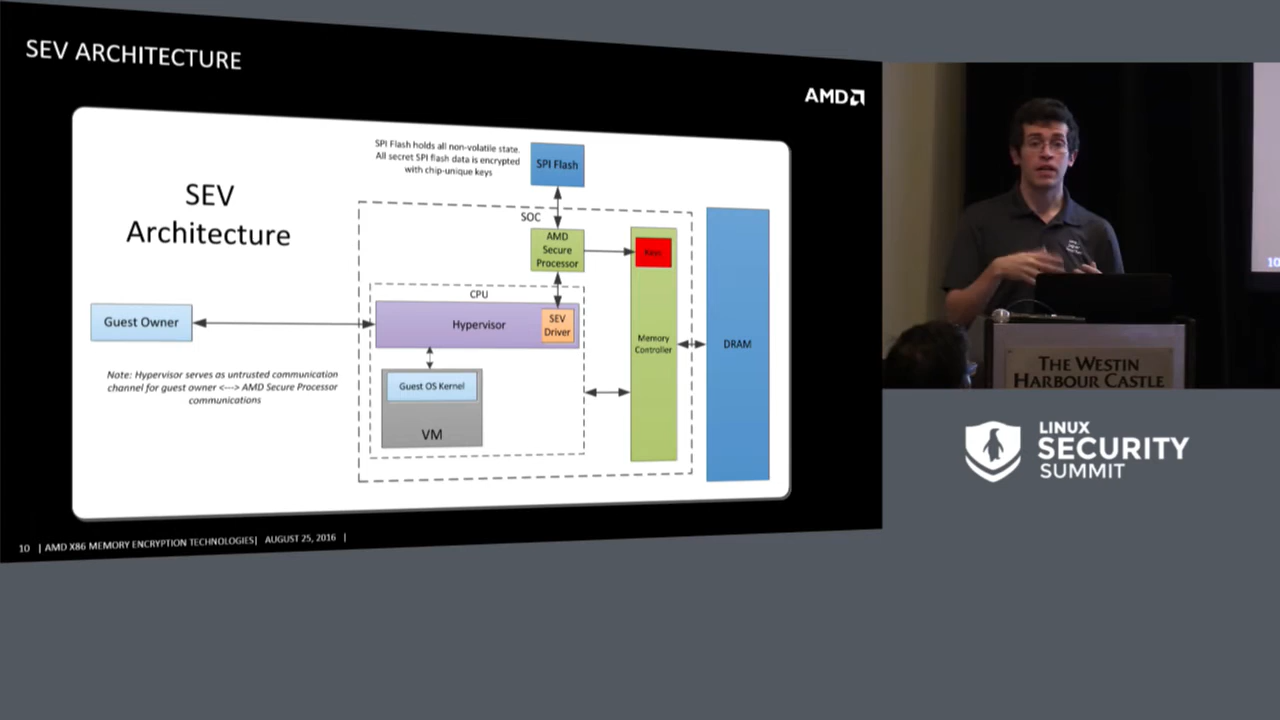 SEV ARCHITECTURE
AMD
SPI Flash holds all non-volatile state.
All secret SPI flash data is encrypted
with chip-unique keys
SPI Flash
SEV
Architecture
SOC
AMD
Secure
Processor
Keys
CPU
Guest Owner
Hypervisor
SEV
Driver
Memory
Controller
DRAM
Note: Hypervisor serves as untrusted communication
channel for guest owner <---> AMD Secure Processor
communications
Guest OS Kernel
VM
10 | AMD X86 MEMORY ENCRYPTION TECHNOLOGIES| AUGUST 25, 2016 |
10
THE WESTIN
HARBOUR CASTLE
LINUX
SECURITY
SUMMIT